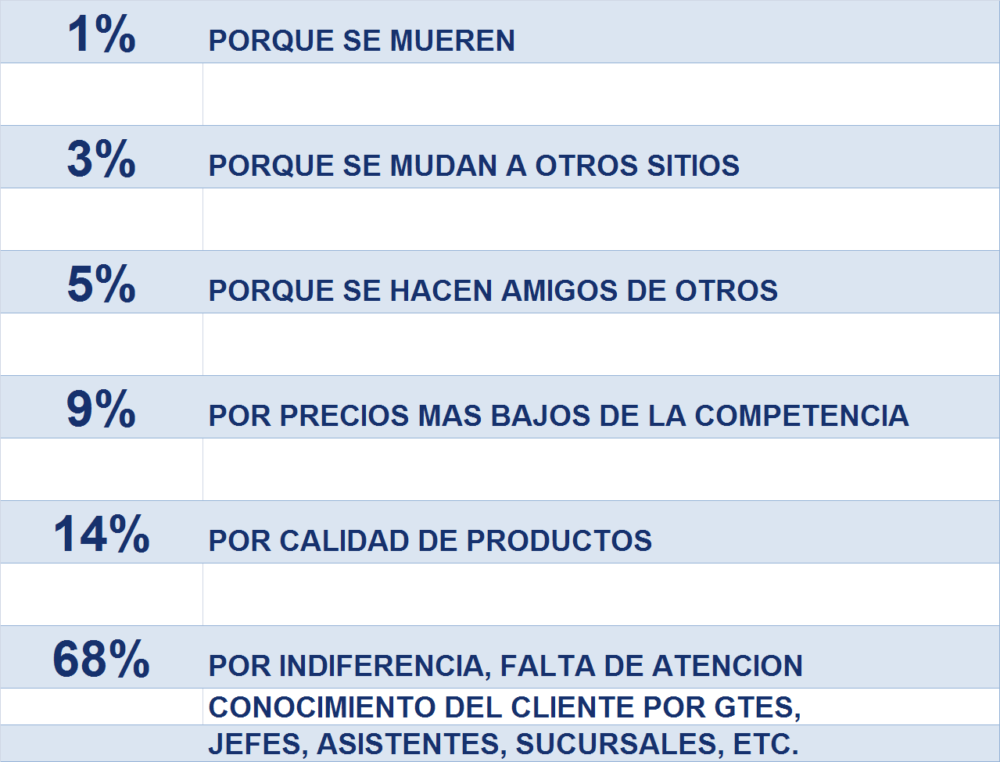 1% PORQUE SE MUEREN
3% PORQUE SE MUDAN A OTROS SITIOS
5% PORQUE SE HACEN AMIGOS DE OTROS
9% POR PRECIOS MAS BAJOS DE LA COMPETENCIA
14% POR CALIDAD DE PRODUCTOS
68% POR INDIFERENCIA, FALTA DE ATENCION
CONOCIMIENTO DEL CLIENTE POR GTES,
JEFES, ASISTENTES, SUCURSALES, ETC.